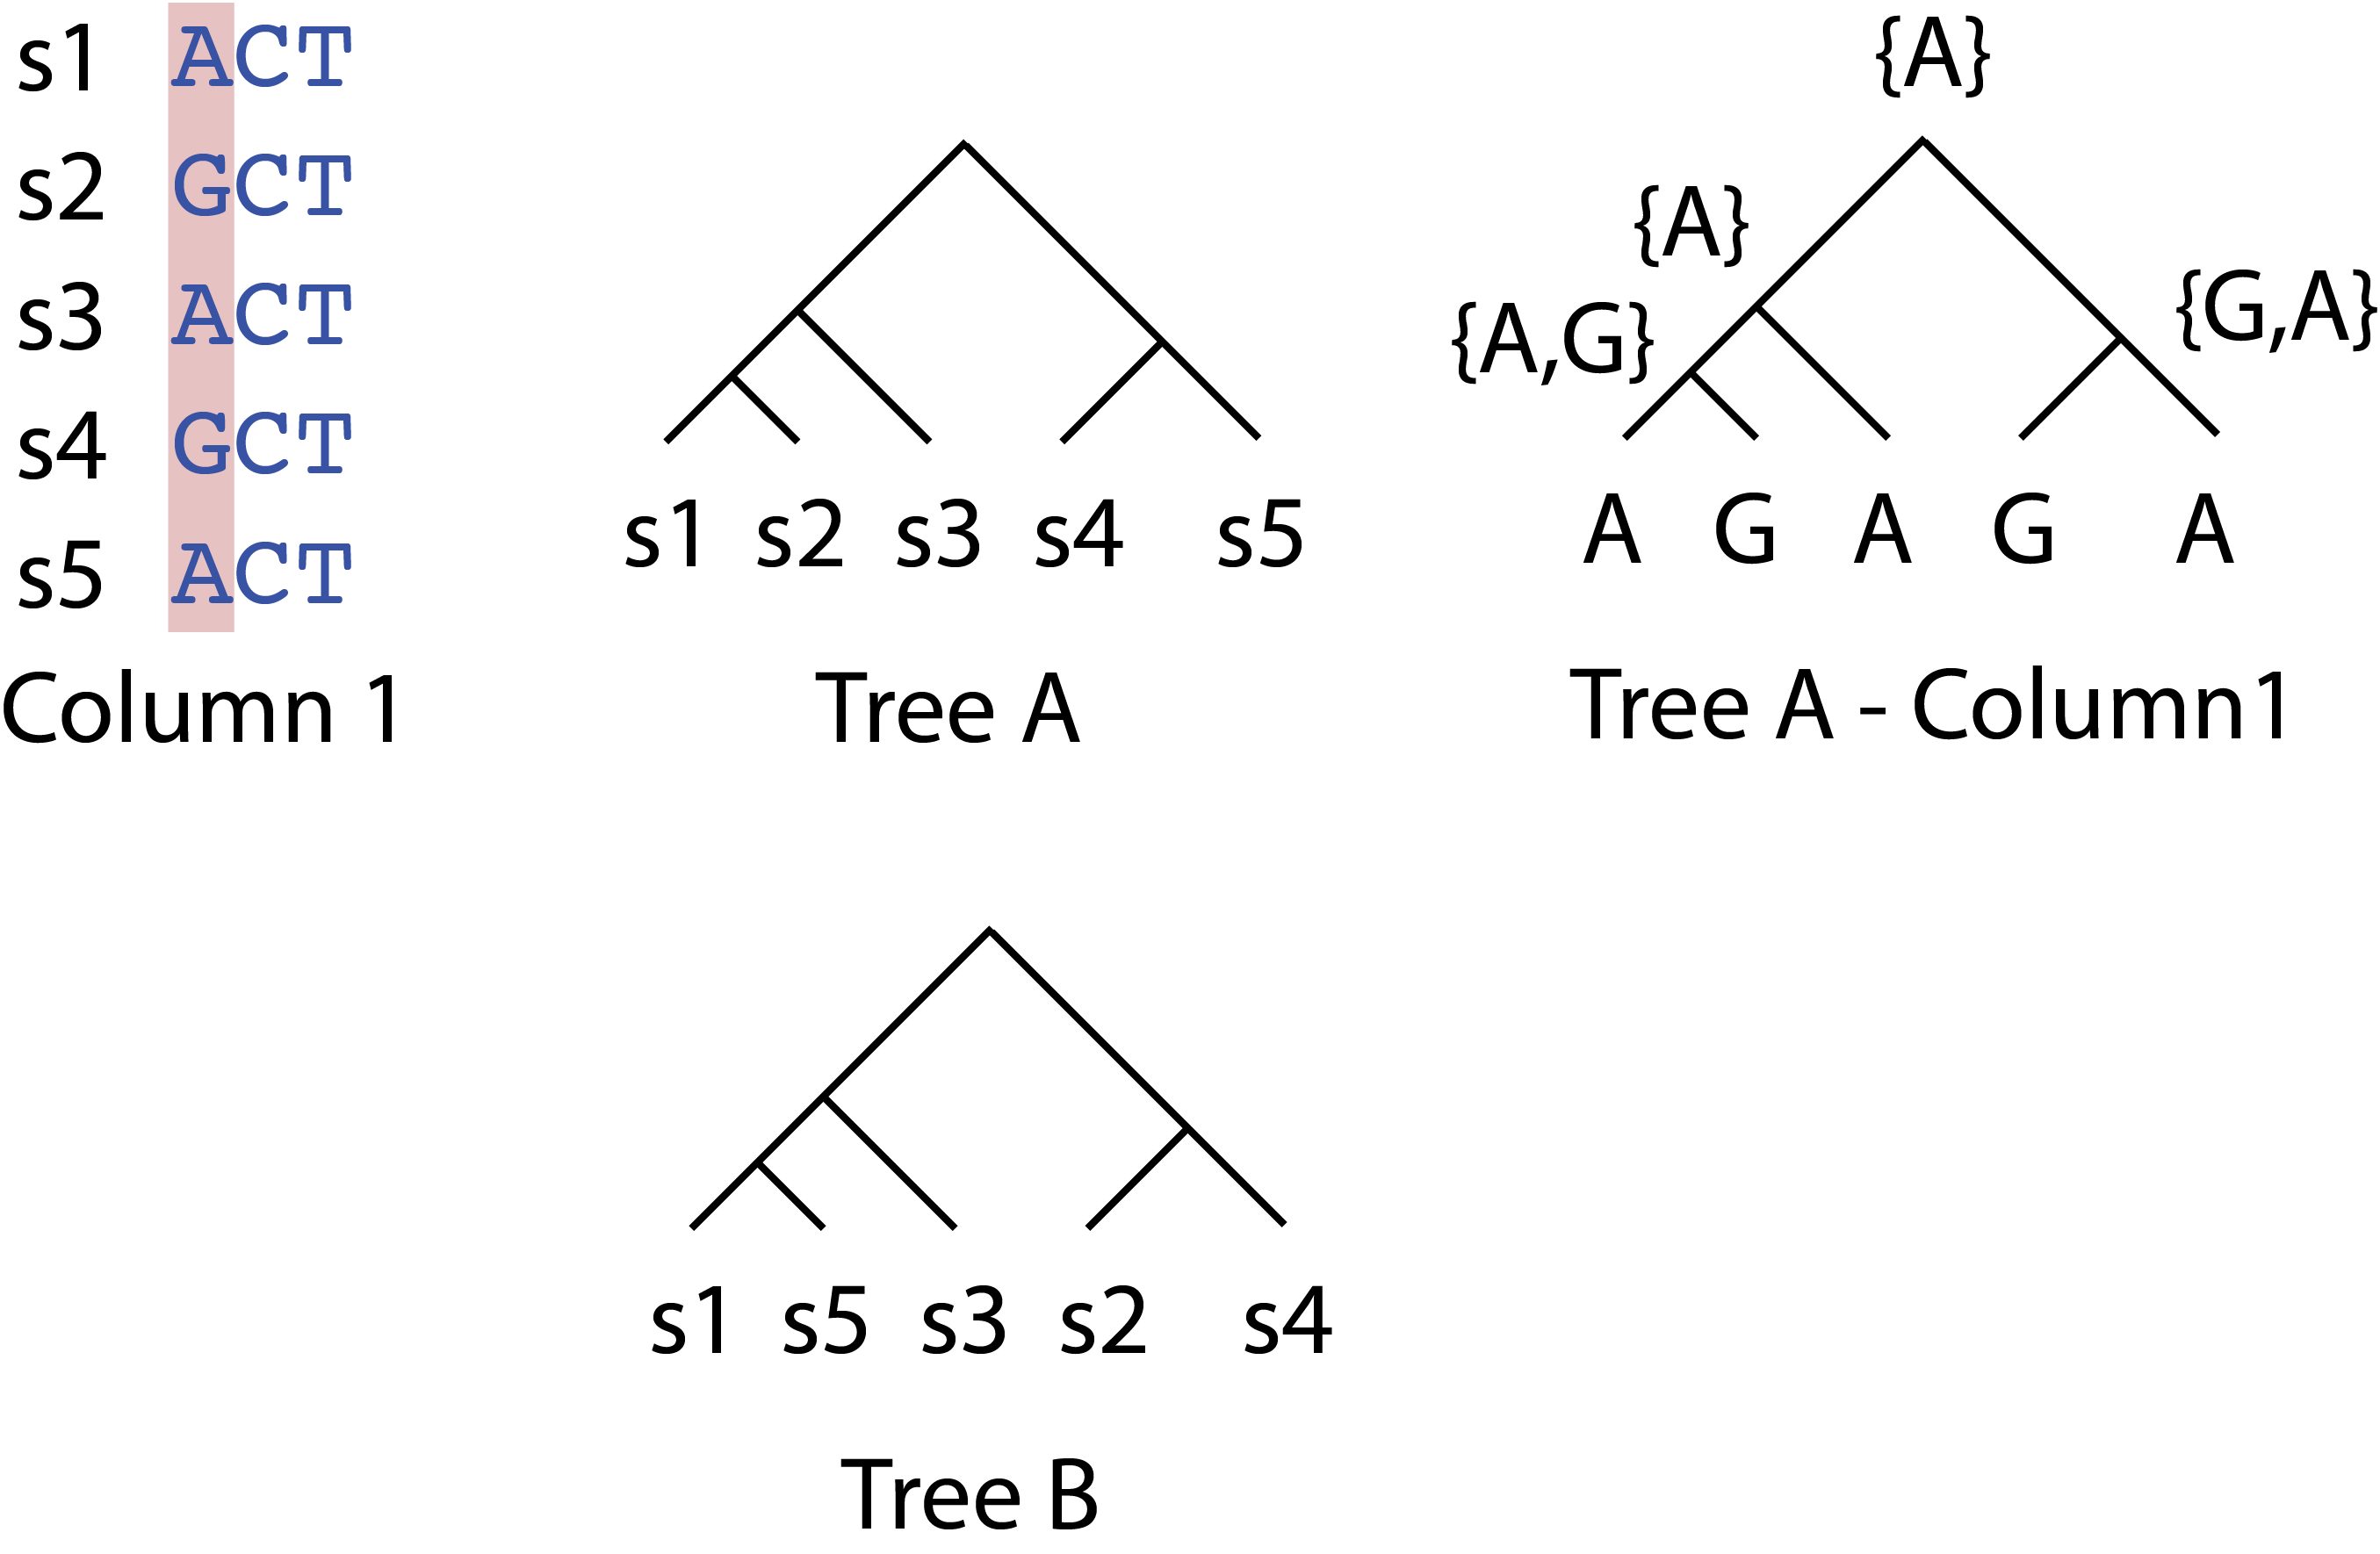 s1 ACT
s2 GCT
s3 ACT
s4 GCT
s5 ACT
Column 1
s1 s2 s3 s4 s5
Tree A
{A}
{A}
{G,A}
{A,G}
A G A G A
Tree A - Column1
s1 s5 s3 s2 s4
Tree B